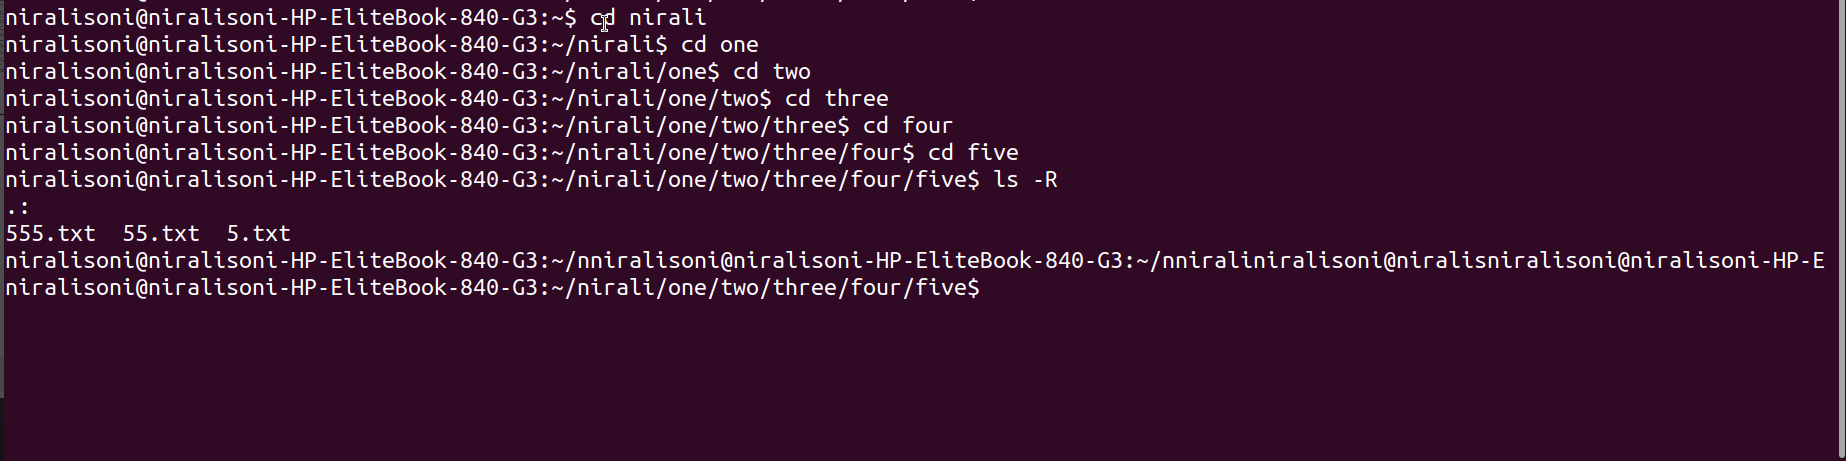 niralisoni@niralisoni-HP-EliteBook-840-G3:~$ cd nirali
niralisoni@niralisoni-HP-EliteBook-840-G3:~/nirali$ cd one
niralisoni@niralisoni-HP-EliteBook-840-G3:~/nirali/one$ cd two
niralisoni@niralisoni-HP-EliteBook-840-G3:~/nirali/one/two$ cd three
niralisoni@niralisoni-HP-EliteBook-840-G3:~/nirali/one/two/three$ cd four
niralisoni@niralisoni-HP-EliteBook-840-G3:~/nirali/one/two/three/four$ cd five
niralisoni@niralisoni-HP-EliteBook-840-G3:~/nirali/one/two/three/four/five$ ls -R
.:
555.txt  55.txt  5.txt
niralisoni@niralisoni-HP-EliteBook-840-G3:~/nniralisoni@niralisoni-HP-EliteBook-840-G3:~/nniraliniralisoni@niralisniralisoni@niralisoni-HP-E
niralisoni@niralisoni-HP-EliteBook-840-G3:~/nirali/one/two/three/four/five$